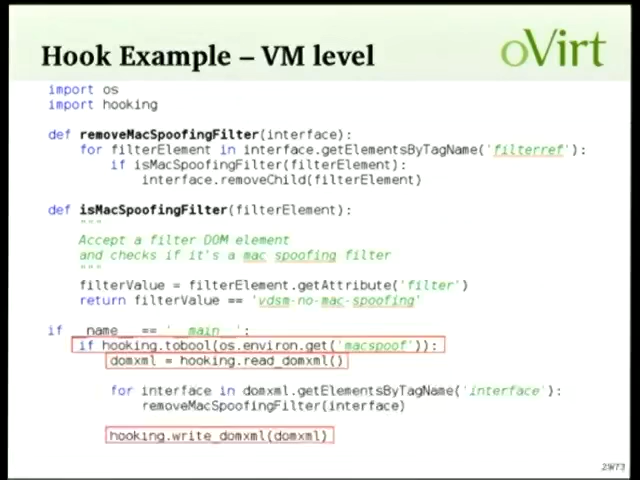 Hook Example – VM level
oVirt
import os
import hooking
def removeMacSpoofingFilter(interface):
for filterElement in interface.getElementsByTagName('filterref'):
if isMacSpoofingFilter(filterElement):
interface.removeChild(filterElement)
def isMacSpoofingFilter(filterElement):
"""
Accept a filter DOM element
and checks if it's a mac spoofing filter
"""
filterValue = filterElement.getAttribute('filter')
return filterValue == 'vdsm-no-mac-spoofing'
if __name__ == '__main__':
if hooking.tobool(os.environ.get('macspoof')):
domxml = hooking.read_domxml()
for interface in domxml.getElementsByTagName('interface'):
removeMacSpoofingFilter(interface)
hooking.write_domxml(domxml)